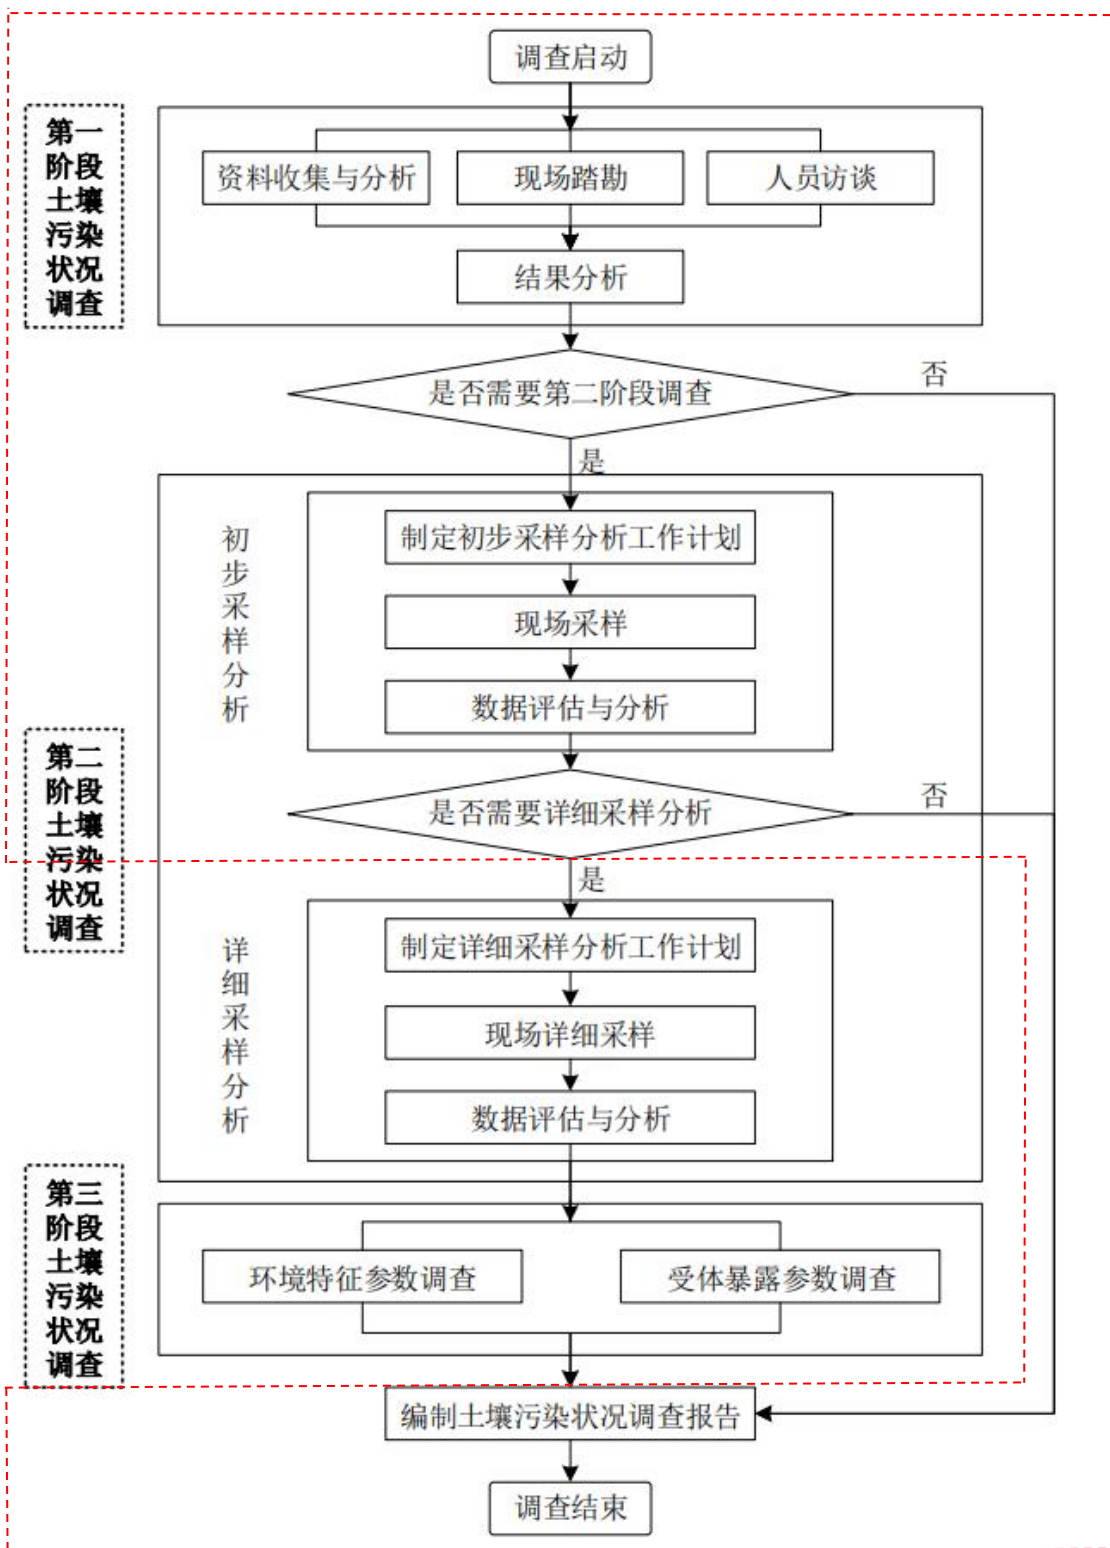 调查启动
第一
阶段
土壤
污染
状况
调查
资料收集与分析
现场踏勘
人员访谈
结果分析
是否需要第二阶段调查
否
是
初
步
采
样
分
析
制定初步采样分析工作计划
现场采样
数据评估与分析
第二
阶段
土壤
污染
状况
调查
是否需要详细采样分析
否
是
详
细
采
样
分
析
制定详细采样分析工作计划
现场详细采样
数据评估与分析
第三
阶段
土壤
污染
状况
调查
环境特征参数调查
受体暴露参数调查
编制土壤污染状况调查报告
调查结束